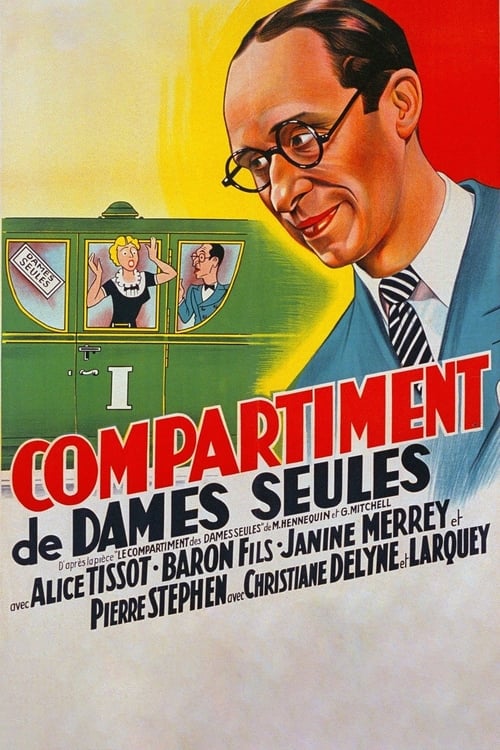 DAMES
SEULES
I
COMPARTIMENT
de DAMES SEULES
D'après la pièce "LE COMPARTIMENT des DAMES SEULES" de M. HENNEQUIN et G. MITCHELL
avec ALICE TISSOT · BARON FILS · JANINE MERREY et
PIERRE STEPHEN avec CHRISTIANE DELYNE et LARQUEY